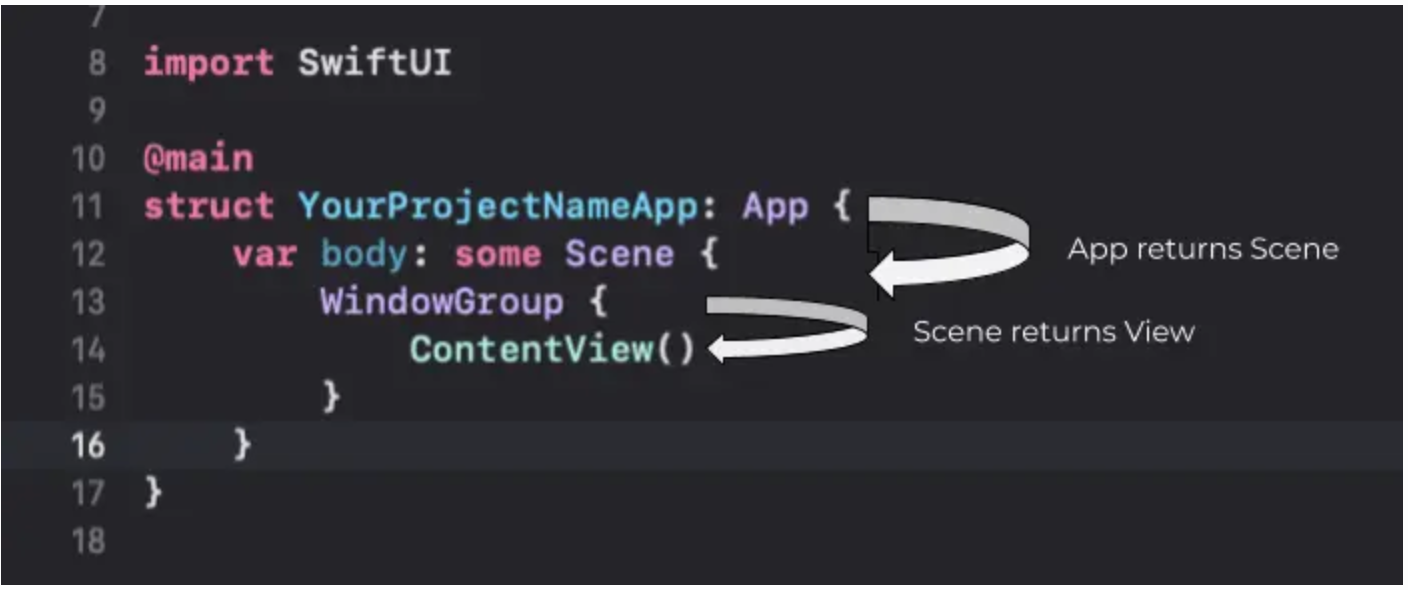 7
8 import SwiftUI
9
10 @main
11 struct YourProjectNameApp: App {
12 var body: some Scene {
App returns Scene
13 WindowGroup {
Scene returns View
14 ContentView()
15 }
16 }
17 }
18